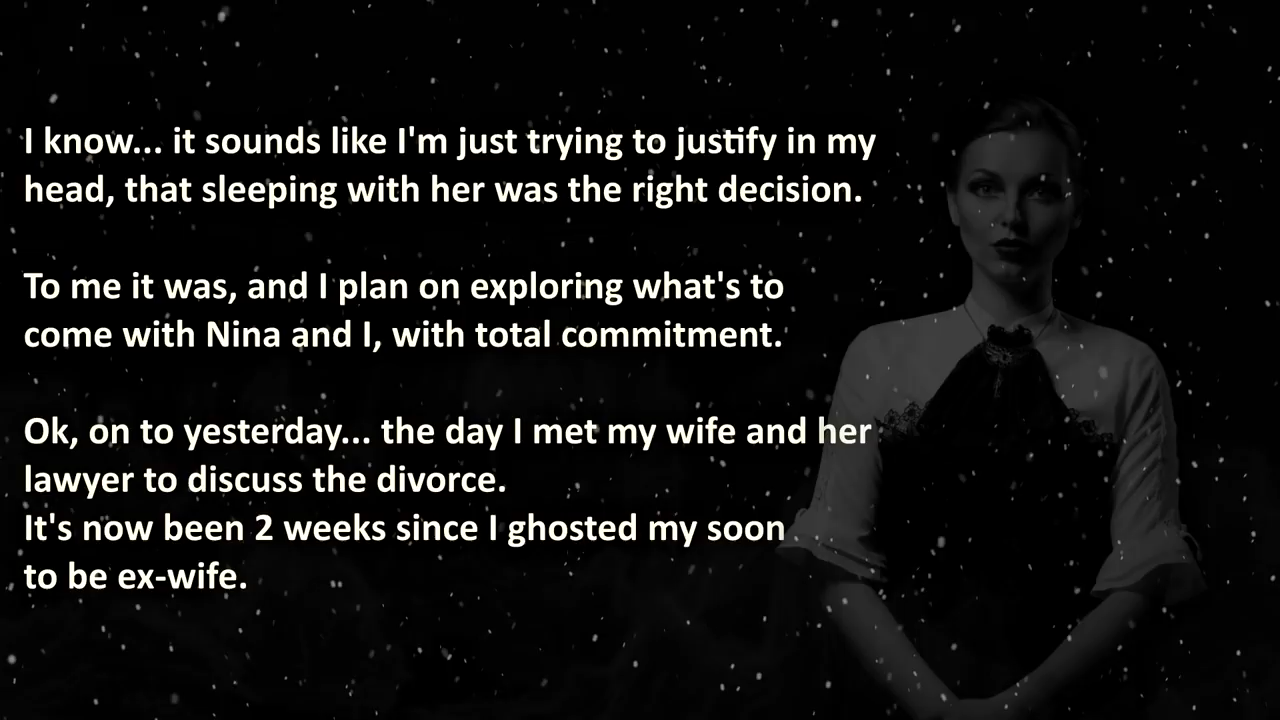 I know... it sounds like I'm just trying to justify in my
head, that sleeping with her was the right decision.
To me it was, and I plan on exploring what's to
come with Nina and I, with total commitment.
Ok, on to yesterday... the day I met my wife and her
lawyer to discuss the divorce.
It's now been 2 weeks since I ghosted my soon
to be ex-wife.